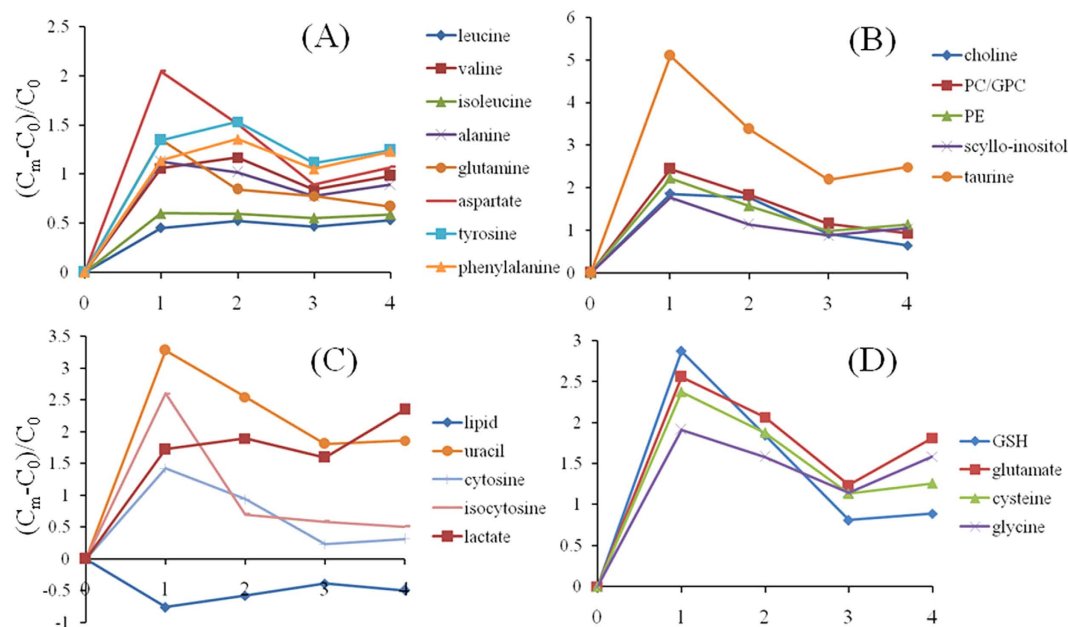 (A)
(Cm-C0)/C0
2.5
2
1.5
1
0.5
0
0 1 2 3 4
leucine
valine
isoleucine
alanine
glutamine
aspartate
tyrosine
phenylalanine
(B)
6
5
4
3
2
1
0
0 1 2 3 4
choline
PC/GPC
PE
scyllo-inositol
taurine
(C)
(Cm-C0)/C0
3.5
3
2.5
2
1.5
1
0.5
0
-0.5
-1
0 1 2 3 4
lipid
uracil
cytosine
isocytosine
lactate
(D)
3
2.5
2
1.5
1
0.5
0
0 1 2 3 4
GSH
glutamate
cysteine
glycine